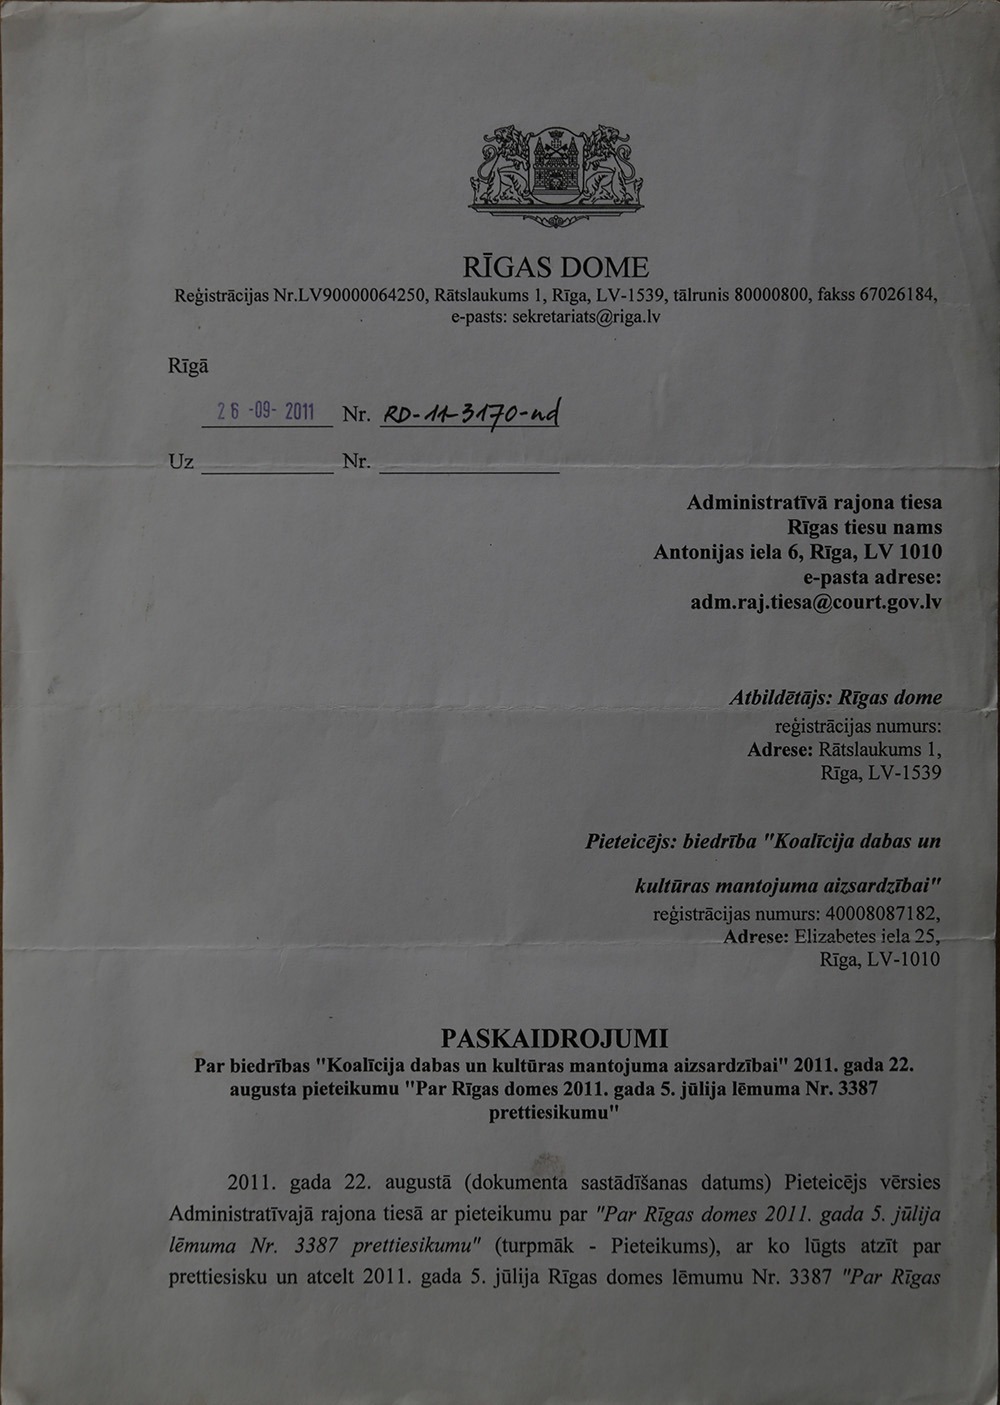 RĪGAS DOME
Reģistrācijas Nr.LV90000064250, Rātslaukums 1, Rīga, LV-1539, tālrunis 80000800, fakss 67026184,
e-pasts: sekretariats@riga.lv
Rīgā
26 -09- 2011 Nr. RD-11-3170-nd
Uz Nr.
Administratīvā rajona tiesa
Rīgas tiesu nams
Antonijas iela 6, Rīga, LV 1010
e-pasta adrese:
adm.raj.tiesa@court.gov.lv
Atbildētājs: Rīgas dome
reģistrācijas numurs:
Adrese: Rātslaukums 1,
Rīga, LV-1539
Pieteicējs: biedrība "Koalīcija dabas un
kultūras mantojuma aizsardzībai"
reģistrācijas numurs: 40008087182,
Adrese: Elizabetes iela 25,
Rīga, LV-1010
PASKAIDROJUMI
Par biedrības "Koalīcija dabas un kultūras mantojuma aizsardzībai" 2011. gada 22.
augusta pieteikumu "Par Rīgas domes 2011. gada 5. jūlija lēmuma Nr. 3387
prettiesikumu"
2011. gada 22. augustā (dokumenta sastādīšanas datums) Pieteicējs vērsies
Administratīvajā rajona tiesā ar pieteikumu par "Par Rīgas domes 2011. gada 5. jūlija
lēmuma Nr. 3387 prettiesikumu" (turpmāk - Pieteikums), ar ko lūgts atzīt par
prettiesisku un atcelt 2011. gada 5. jūlija Rīgas domes lēmumu Nr. 3387 "Par Rīgas